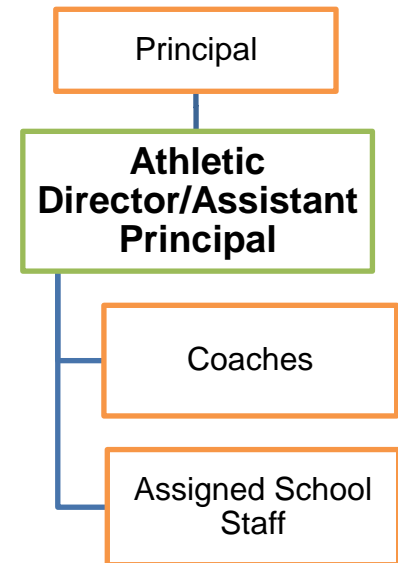 Principal
Athletic
Director/Assistant
Principal
Coaches
Assigned School
Staff